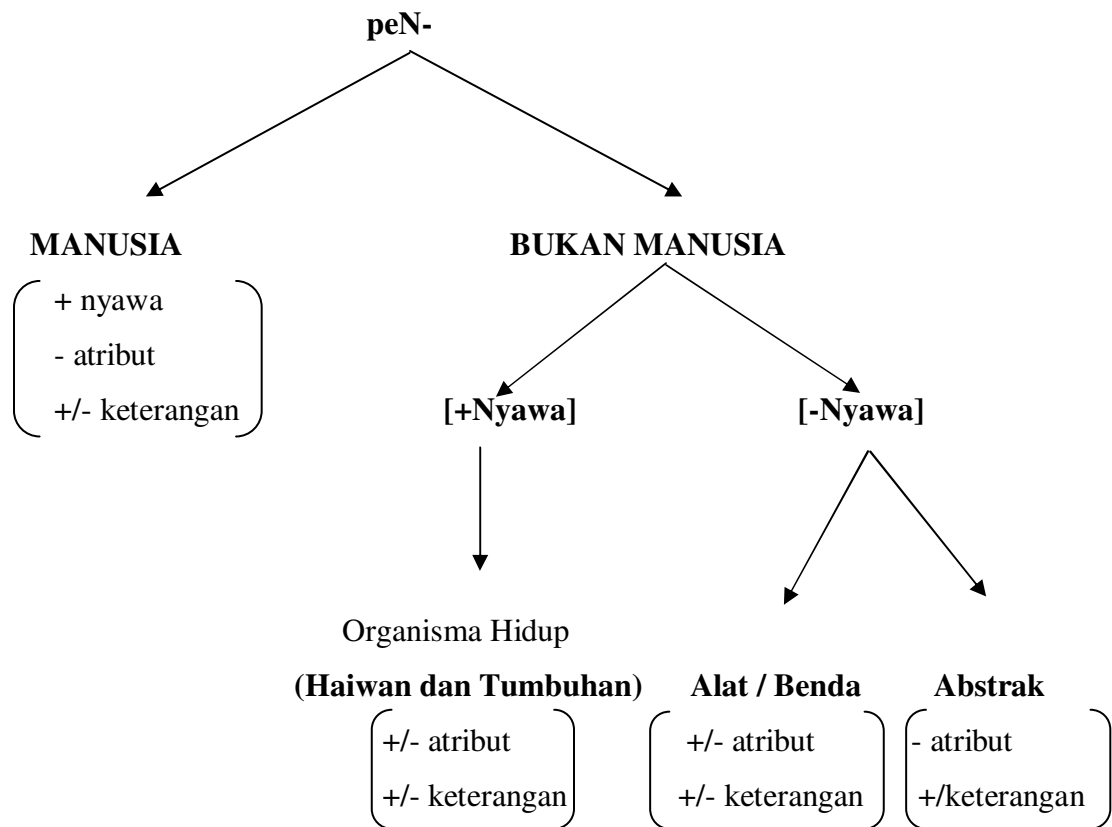 peN-
MANUSIA
BUKAN MANUSIA
+ nyawa
- atribut
+/- keterangan
[+Nyawa]
[-Nyawa]
Organisma Hidup
(Haiwan dan Tumbuhan)
Alat / Benda
Abstrak
+/- atribut
+/- atribut
- atribut
+/- keterangan
+/- keterangan
+/keterangan